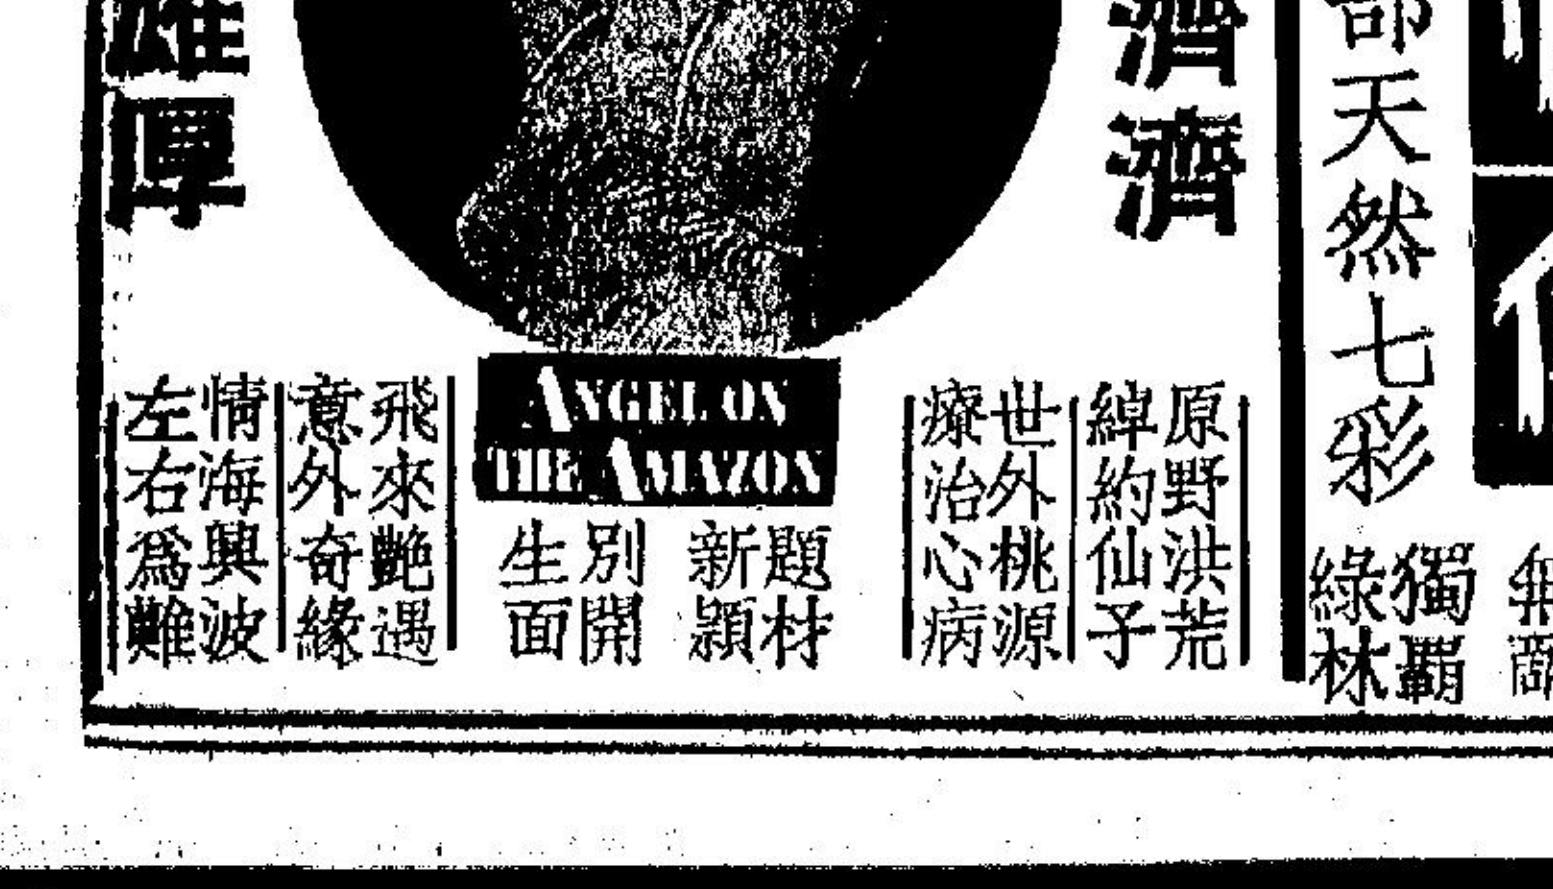 部天然七彩
獨霸
綠林
濟濟
雄厚
ANGEL ON
THE AMAZON
原野洪荒
綽約仙子
世外桃源
療治心病
題材
新穎
別開
生面
飛來艷遇
意外奇緣
情海興波
左右為難